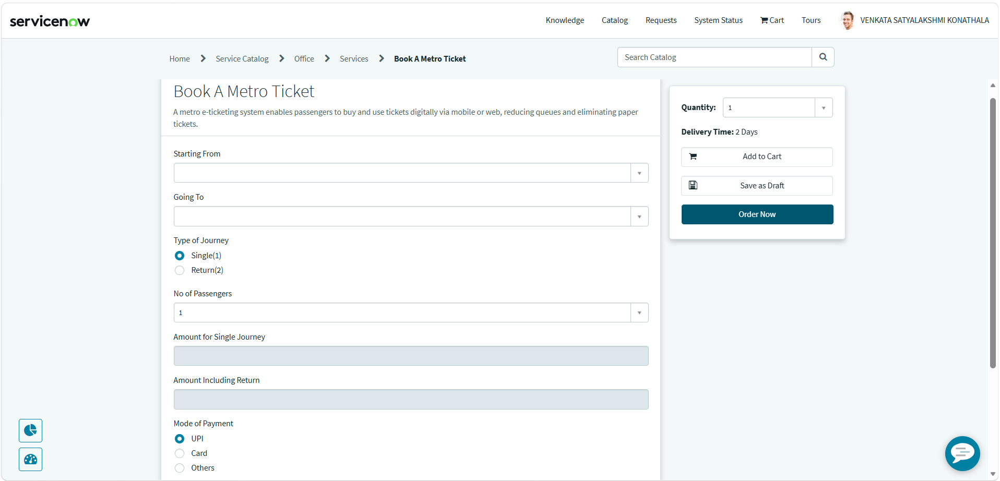 servicenow
Knowledge
Catalog
Requests
System Status
Cart
Tours
VENKATA SATYALAKSHMI KONATHALA
Home
Service Catalog
Office
Services
Book A Metro Ticket
Search Catalog
Book A Metro Ticket
A metro e-ticketing system enables passengers to buy and use tickets digitally via mobile or web, reducing queues and eliminating paper
tickets.
Starting From
Going To
Type of Journey
Single(1)
Return(2)
No of Passengers
1
Amount for Single Journey
Amount Including Return
Mode of Payment
UPI
Card
Others
Quantity: 1
Delivery Time: 2 Days
Add to Cart
Save as Draft
Order Now